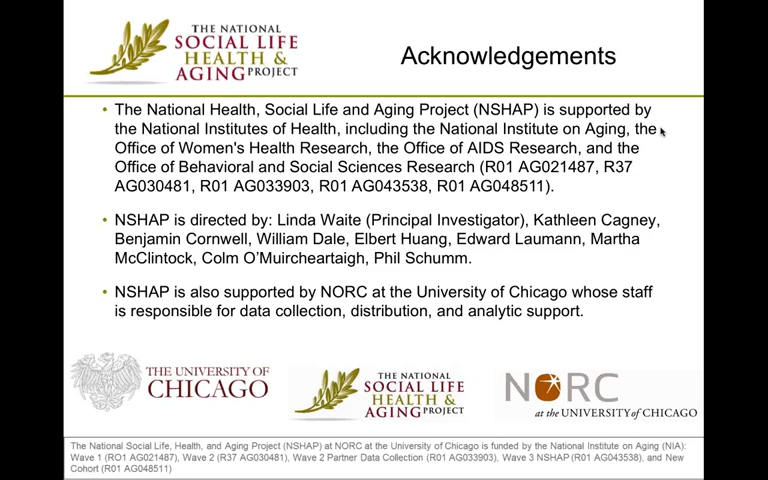 THE NATIONAL
SOCIAL LIFE
HEALTH &
AGING PROJECT
Acknowledgements
• The National Health, Social Life and Aging Project (NSHAP) is supported by
the National Institutes of Health, including the National Institute on Aging, the
Office of Women's Health Research, the Office of AIDS Research, and the
Office of Behavioral and Social Sciences Research (R01 AG021487, R37
AG030481, R01 AG033903, R01 AG043538, R01 AG048511).
• NSHAP is directed by: Linda Waite (Principal Investigator), Kathleen Cagney,
Benjamin Cornwell, William Dale, Elbert Huang, Edward Laumann, Martha
McClintock, Colm O’Muircheartaigh, Phil Schumm.
• NSHAP is also supported by NORC at the University of Chicago whose staff
is responsible for data collection, distribution, and analytic support.
THE UNIVERSITY OF
CHICAGO
THE NATIONAL
SOCIAL LIFE
HEALTH &
AGING PROJECT
NORC
at the UNIVERSITY of CHICAGO
The National Social Life, Health, and Aging Project (NSHAP) at NORC at the University of Chicago is funded by the National Institute on Aging (NIA):
Wave 1 (RO1 AG021487), Wave 2 (R37 AG030481), Wave 2 Partner Data Collection (R01 AG033903), Wave 3 NSHAP (R01 AG043538), and New
Cohort (R01 AG048511)